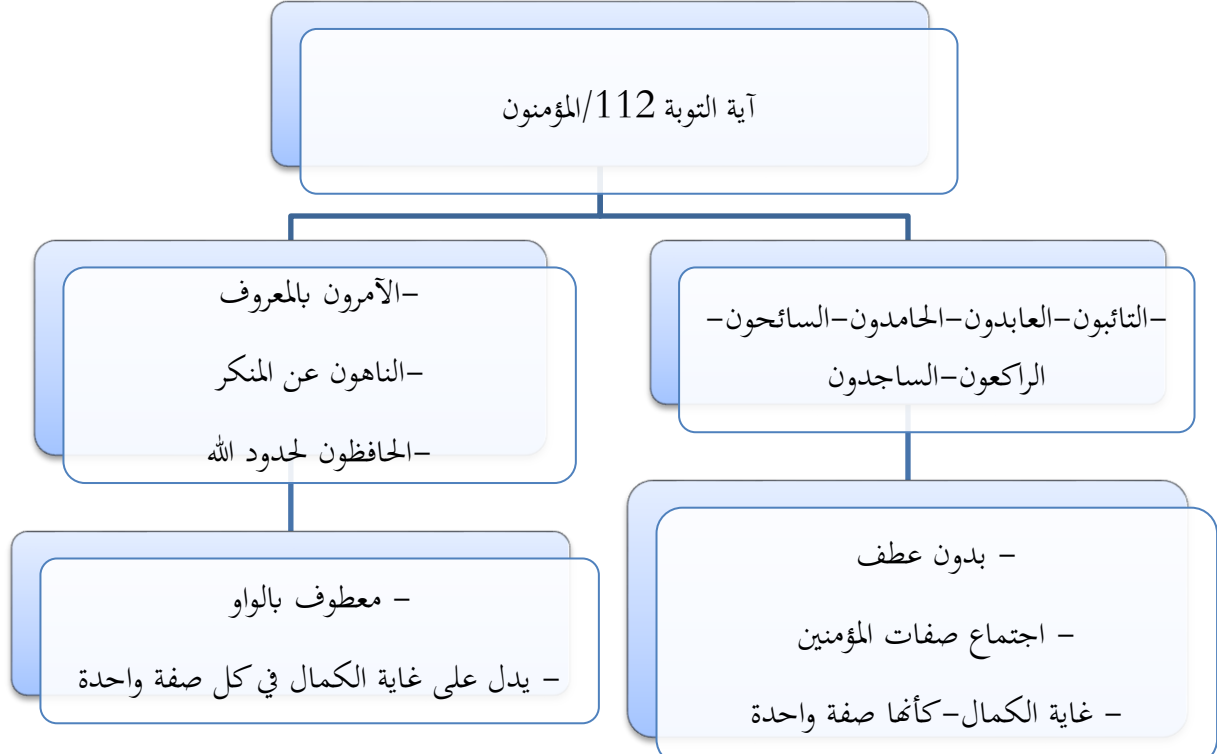 آية التوبة 112/المؤمنون
-التائبون-العابدون-الحامدون-السائحون-
الراكعون-الساجدون
- بدون عطف
- اجتماع صفات المؤمنين
- غاية الكمال-كأنها صفة واحدة
-الآمرون بالمعروف
-الناهون عن المنكر
-الحافظون لحدود الله
- معطوف بالواو
- يدل على غاية الكمال في كل صفة واحدة